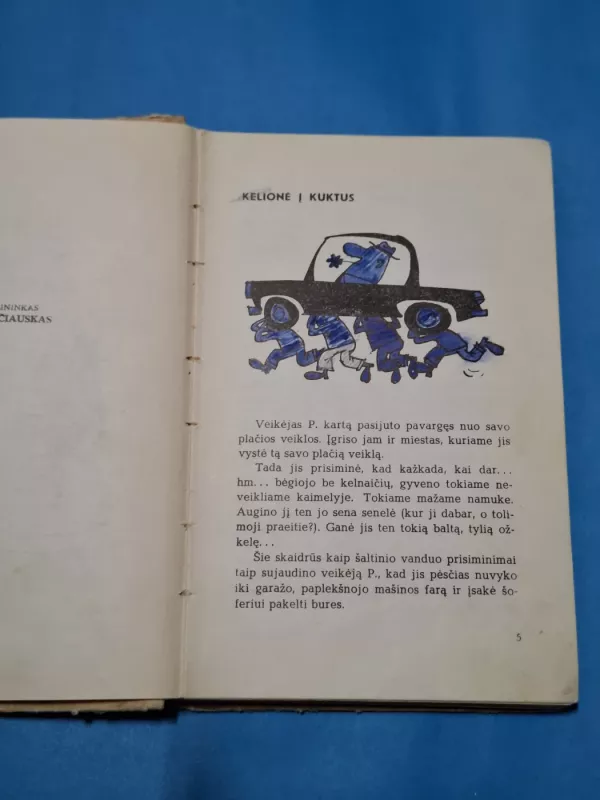 ININKAS
ČIAUSKAS
KELIONĖ Į KUKTUS
Veikėjas P. kartą pasijuto pavargęs nuo savo
plačios veiklos. Įgriso jam ir miestas, kuriame jis
vystė tą savo plačią veiklą.
Tada jis prisiminė, kad kažkada, kai dar...
hm... bėgiojo be kelnaičių, gyveno tokiame ne-
veikliame kaimelyje. Tokiame mažame namuke.
Augino jį ten jo sena senelė (kur ji dabar, o toli-
moji praeitie?). Ganė jis ten tokią baltą, tylią ož-
kelę...
Šie skaidrūs kaip šaltinio vanduo prisiminimai
taip sujaudino veikėją P., kad jis pėsčias nuvyko
iki garažo, paplekšnojo mašinos farą ir įsakė šo-
feriui pakelti bures.
5